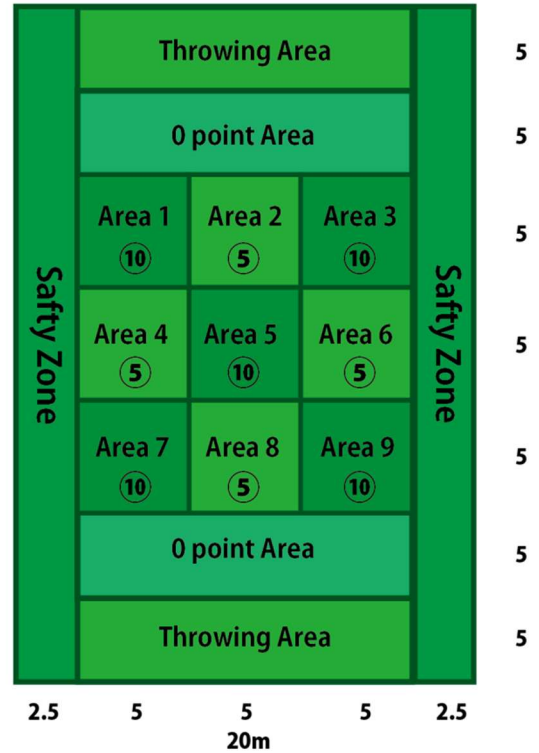 Throwing Area
5
0 point Area
5
Area 1
Area 2
Area 3
10
5
10
5
Safty Zone
Safty Zone
Area 4
Area 5
Area 6
5
10
5
5
Area 7
Area 8
Area 9
10
5
10
5
0 point Area
5
Throwing Area
5
2.5
5
5
5
2.5
20m